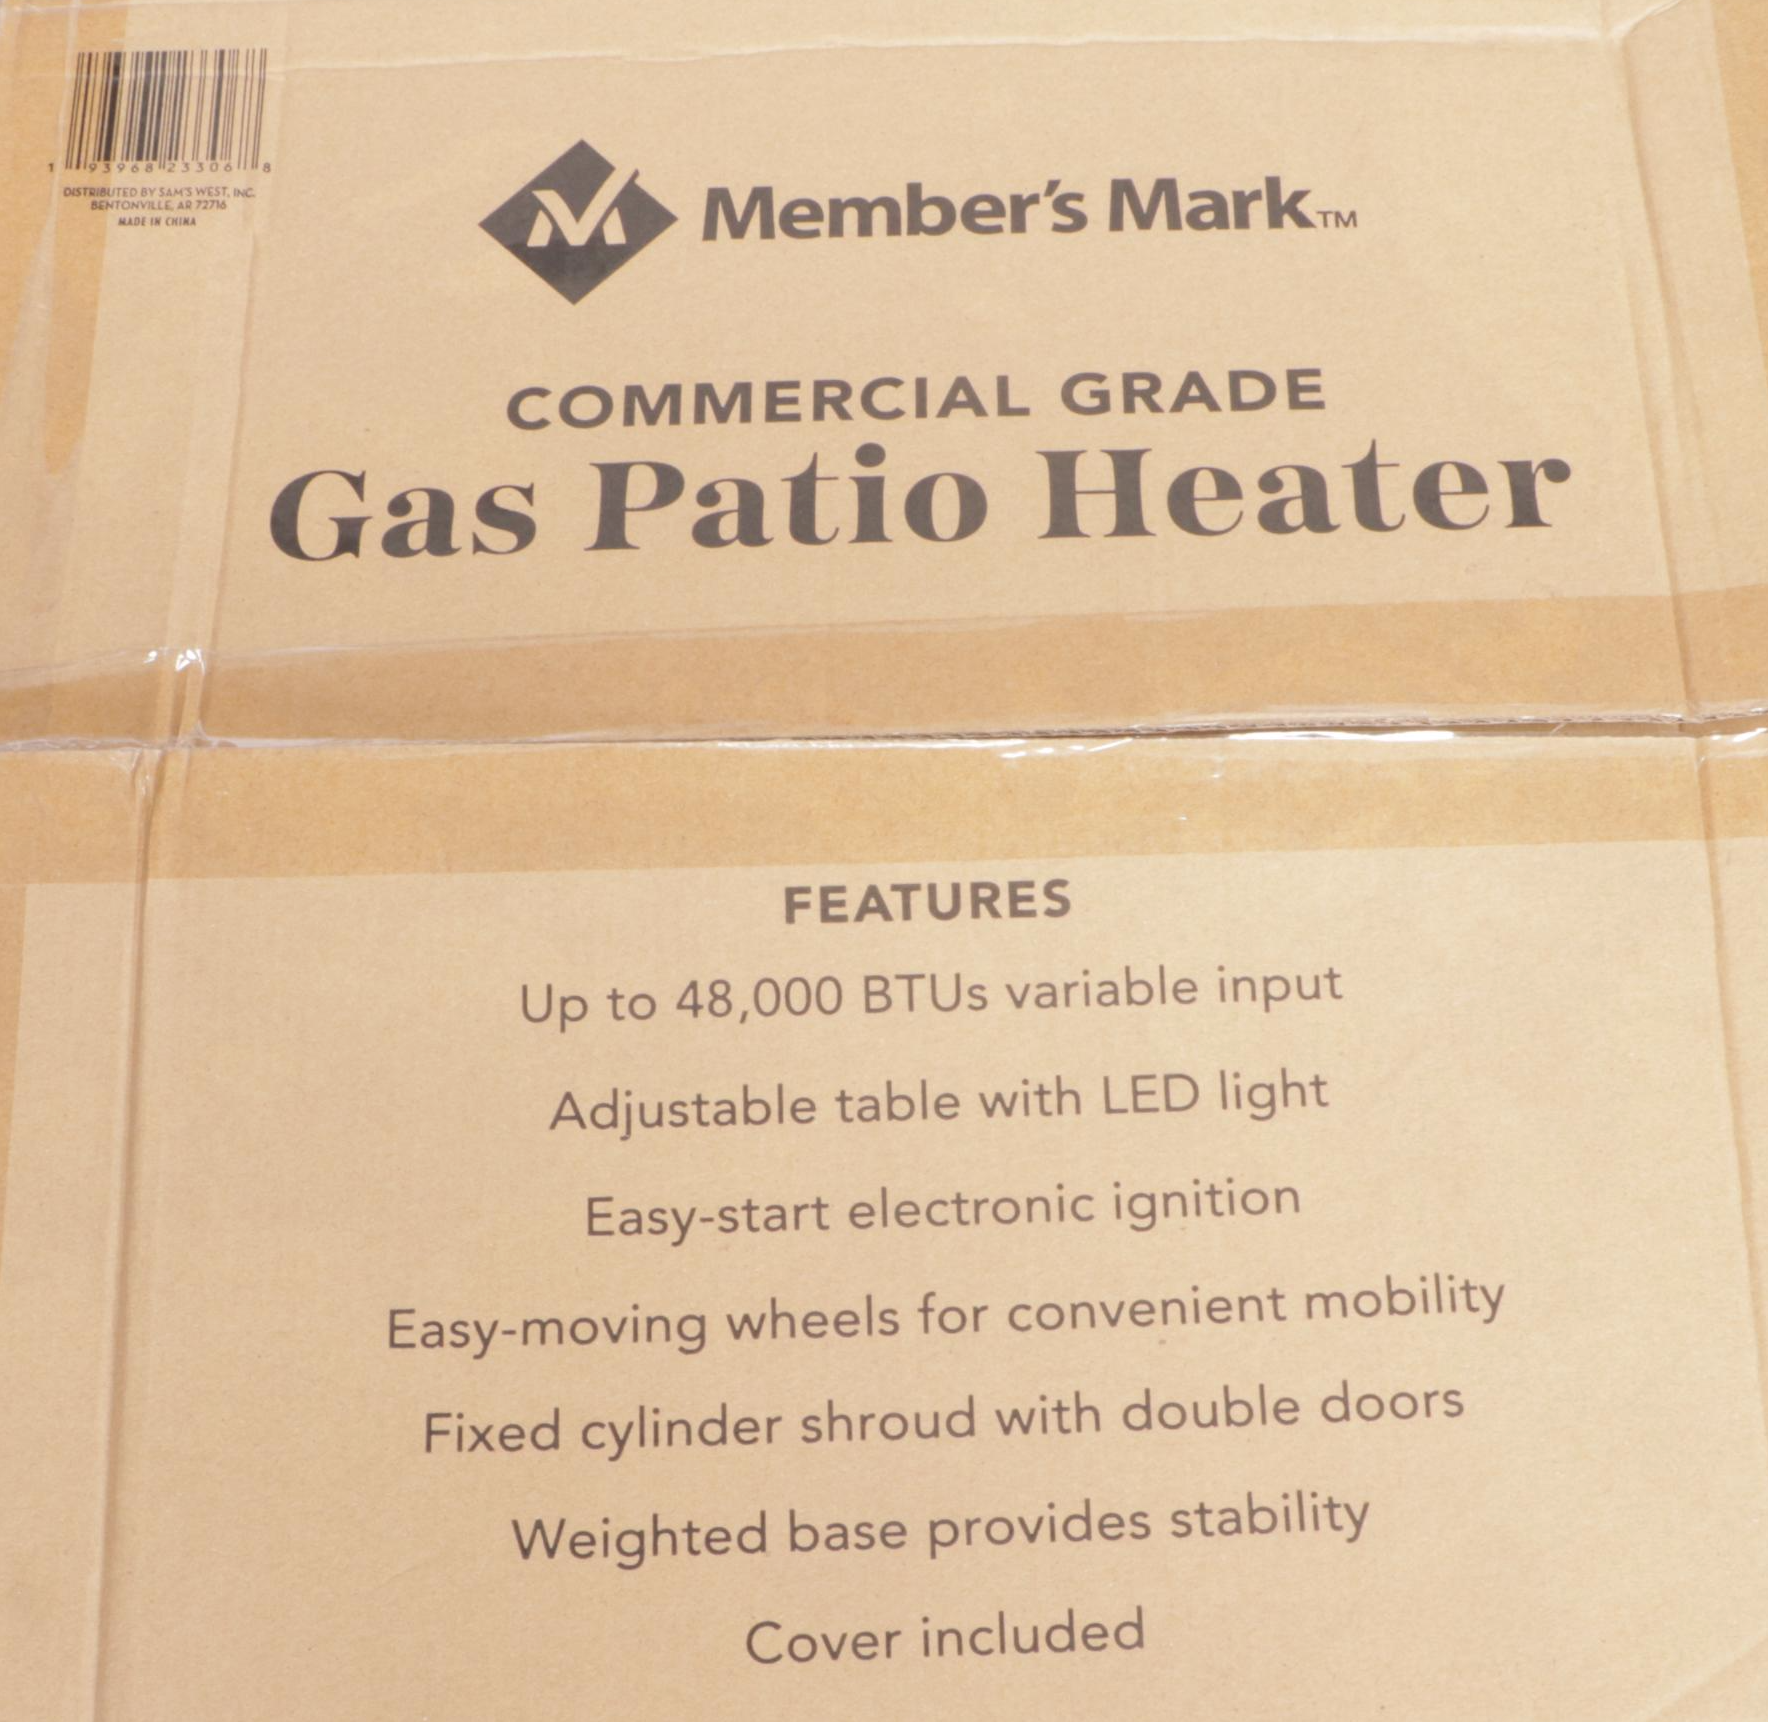 1 93968 23306 8
DISTRIBUTED BY SAM'S WEST, INC.
BENTONVILLE, AR 72716
MADE IN CHINA
Member's Mark™
COMMERCIAL GRADE
Gas Patio Heater
FEATURES
Up to 48,000 BTUs variable input
Adjustable table with LED light
Easy-start electronic ignition
Easy-moving wheels for convenient mobility
Fixed cylinder shroud with double doors
Weighted base provides stability
Cover included